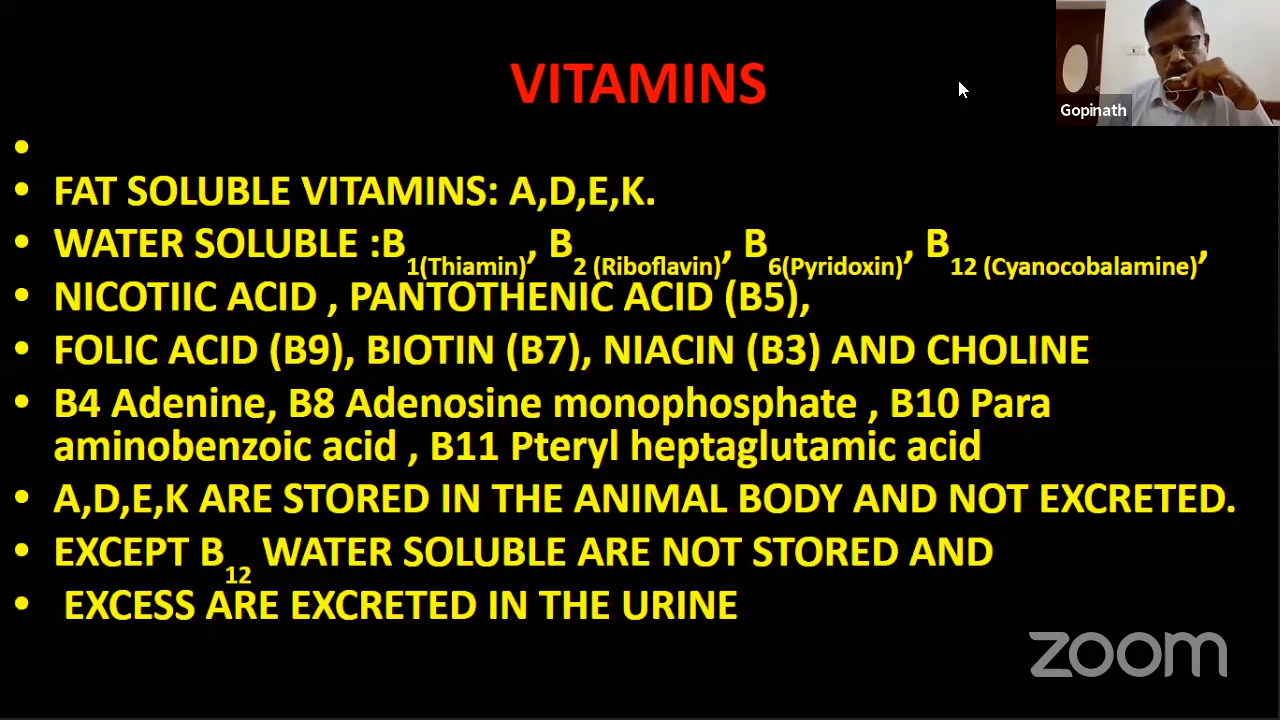 VITAMINS
Gopinath
•
• FAT SOLUBLE VITAMINS: A,D,E,K.
• WATER SOLUBLE :B1(Thiamin), B2 (Riboflavin), B6(Pyridoxin), B12 (Cyanocobalamine),
• NICOTIIC ACID , PANTOTHENIC ACID (B5),
• FOLIC ACID (B9), BIOTIN (B7), NIACIN (B3) AND CHOLINE
• B4 Adenine, B8 Adenosine monophosphate , B10 Para
aminobenzoic acid , B11 Pteryl heptaglutamic acid
• A,D,E,K ARE STORED IN THE ANIMAL BODY AND NOT EXCRETED.
• EXCEPT B12 WATER SOLUBLE ARE NOT STORED AND
• EXCESS ARE EXCRETED IN THE URINE
zoom